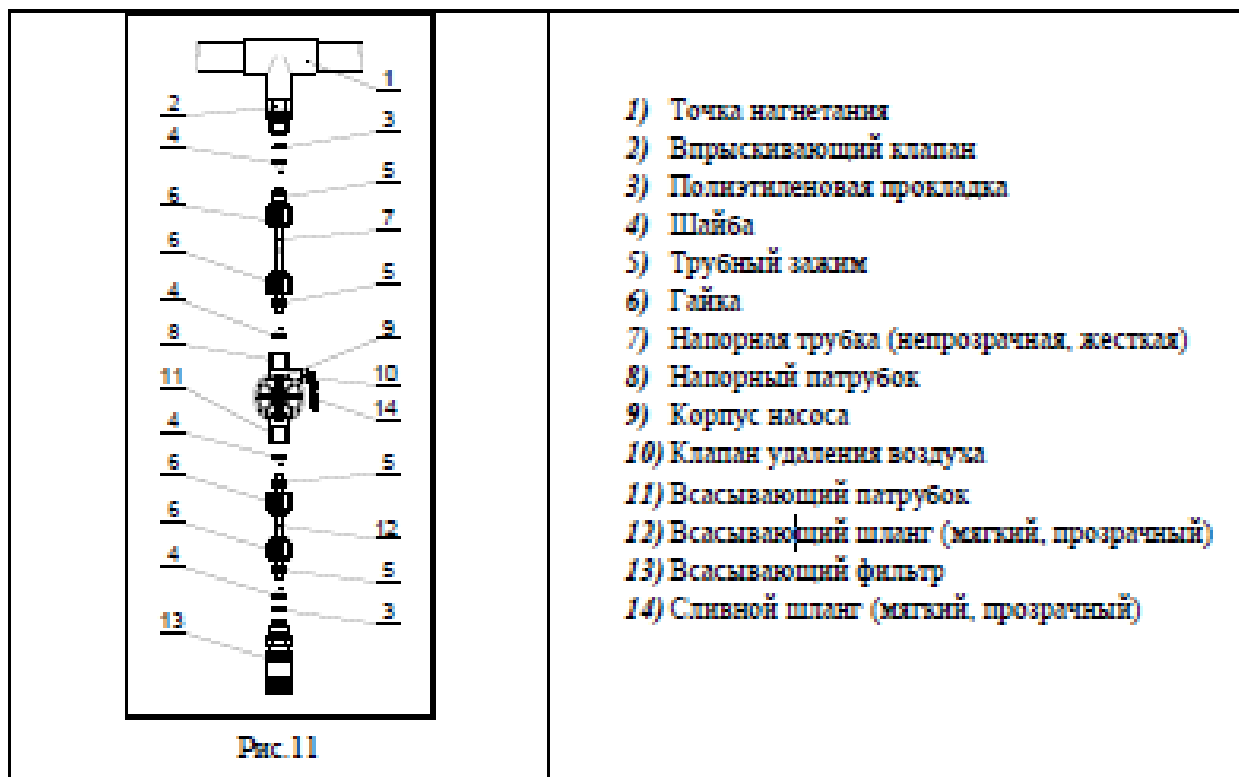 1
2
3
4
5
6
7
6
5
4
9
8
10
11
14
4
5
6
6
12
4
5
3
13
Рис.11
1) Точка нагнетания
2) Впрыскивающий клапан
3) Полиэтиленовая прокладка
4) Шайба
5) Трубный зажим
6) Гайка
7) Напорная трубка (непрозрачная, жесткая)
8) Напорный патрубок
9) Корпус насоса
10) Клапан удаления воздуха
11) Всасывающий патрубок
12) Всасывающий шланг (мягкий, прозрачный)
13) Всасывающий фильтр
14) Сливной шланг (мягкий, прозрачный)